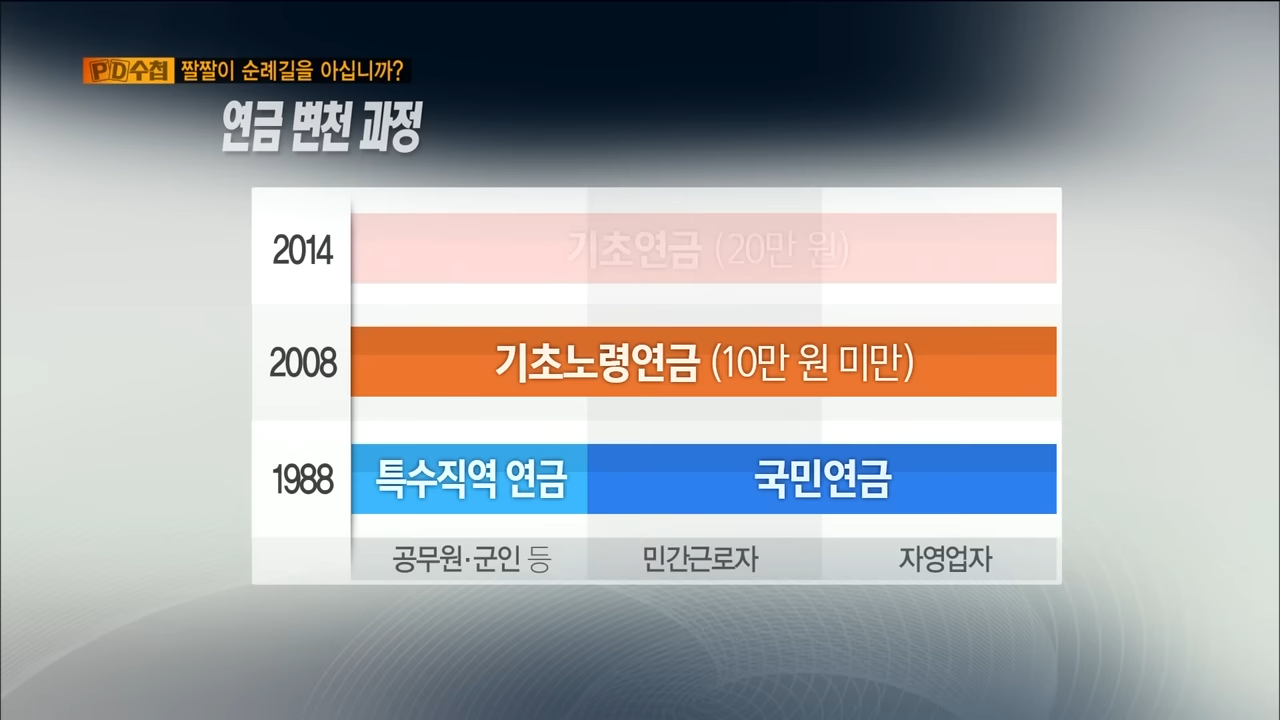 PD수첩 짤짤이 순례길을 아십니까?
연금 변천 과정
2014 기초연금 (20만 원)
2008 기초노령연금 (10만 원 미만)
1988 특수직역 연금 국민연금
공무원·군인 등 민간근로자 자영업자